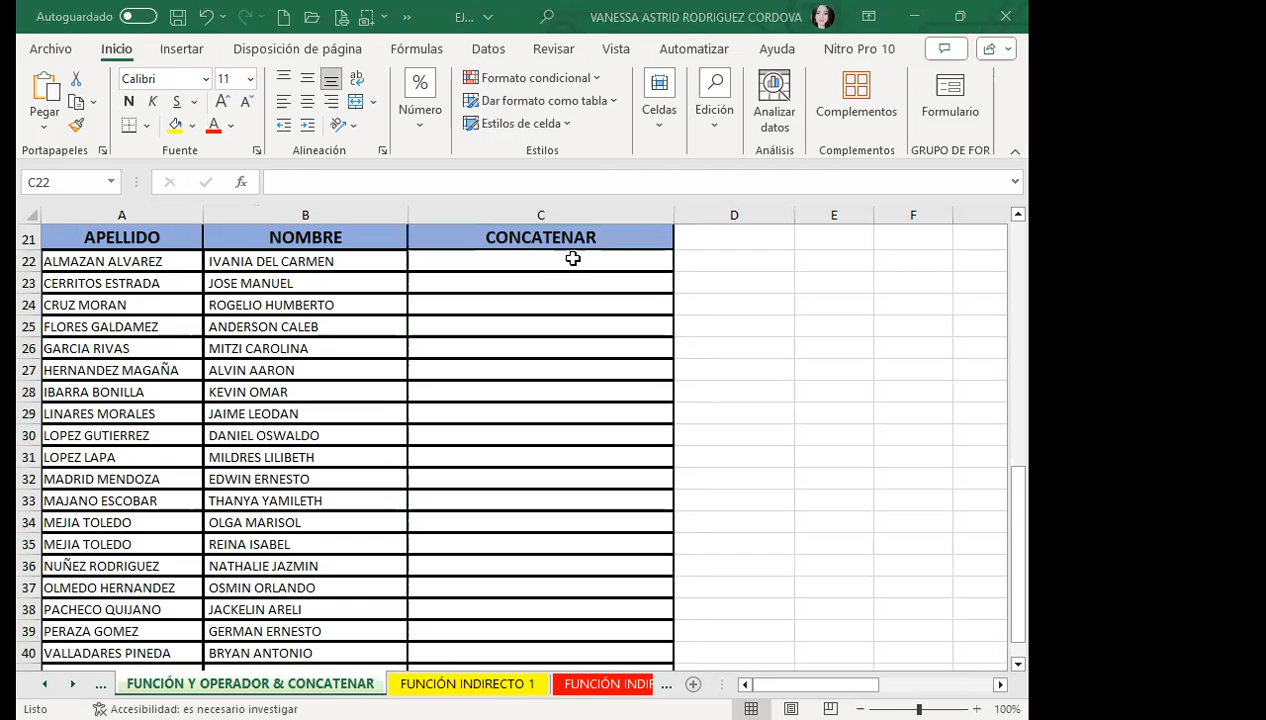 Autoguardado
EJ...
VANESSA ASTRID RODRIGUEZ CORDOVA
Archivo Inicio Insertar Disposición de página Fórmulas Datos Revisar Vista Automatizar Ayuda Nitro Pro 10
Pegar
Calibri 11
N K S
Número
Formato condicional
Dar formato como tabla
Estilos de celda
Celdas
Edición
Analizar datos
Complementos
Formulario
Portapapeles Fuente Alineación Estilos Análisis Complementos GRUPO DE FOR
C22 fx
A B C D E F
21 APELLIDO NOMBRE CONCATENAR
22 ALMAZAN ALVAREZ IVANIA DEL CARMEN
23 CERRITOS ESTRADA JOSE MANUEL
24 CRUZ MORAN ROGELIO HUMBERTO
25 FLORES GALDAMEZ ANDERSON CALEB
26 GARCIA RIVAS MITZI CAROLINA
27 HERNANDEZ MAGAÑA ALVIN AARON
28 IBARRA BONILLA KEVIN OMAR
29 LINARES MORALES JAIME LEODAN
30 LOPEZ GUTIERREZ DANIEL OSWALDO
31 LOPEZ LAPA MILDRES LILIBETH
32 MADRID MENDOZA EDWIN ERNESTO
33 MAJANO ESCOBAR THANYA YAMILETH
34 MEJIA TOLEDO OLGA MARISOL
35 MEJIA TOLEDO REINA ISABEL
36 NUÑEZ RODRIGUEZ NATHALIE JAZMIN
37 OLMEDO HERNANDEZ OSMIN ORLANDO
38 PACHECO QUIJANO JACKELIN ARELI
39 PERAZA GOMEZ GERMAN ERNESTO
40 VALLADARES PINEDA BRYAN ANTONIO
... FUNCIÓN Y OPERADOR & CONCATENAR FUNCIÓN INDIRECTO 1 FUNCIÓN INDIF ...
Listo Accesibilidad: es necesario investigar 100%